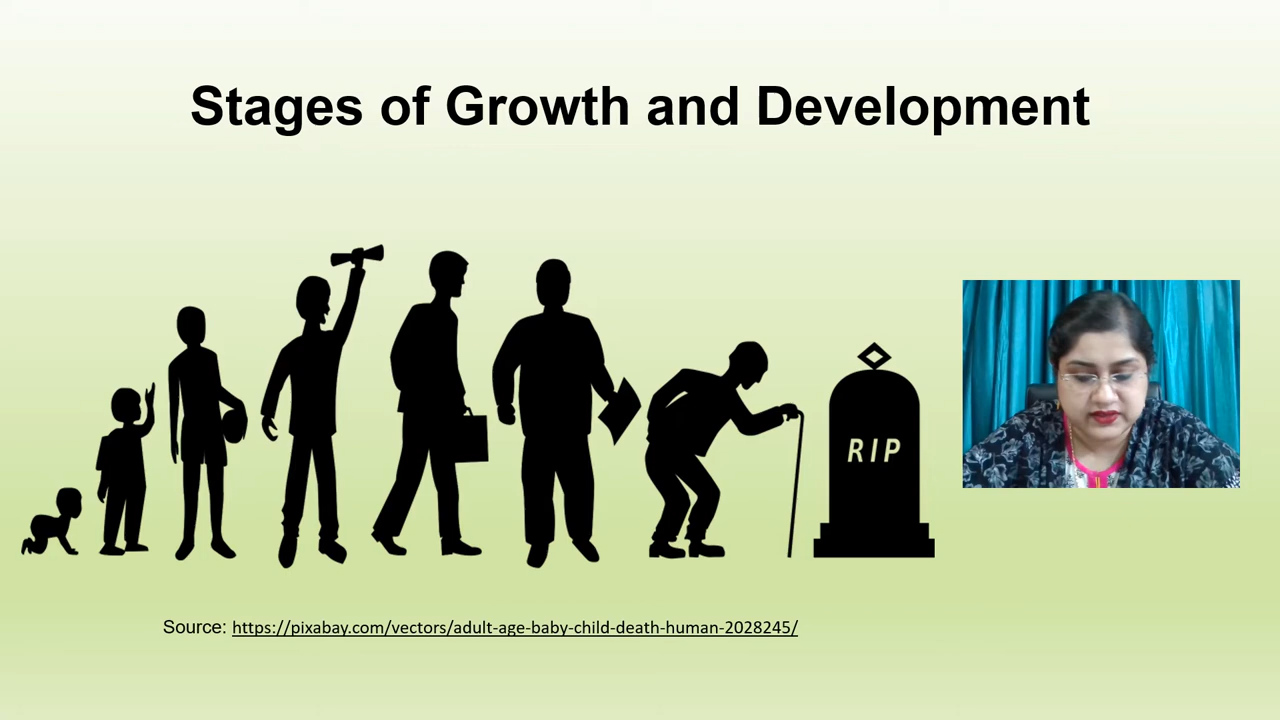 Stages of Growth and Development
RIP
Source: https://pixabay.com/vectors/adult-age-baby-child-death-human-2028245/